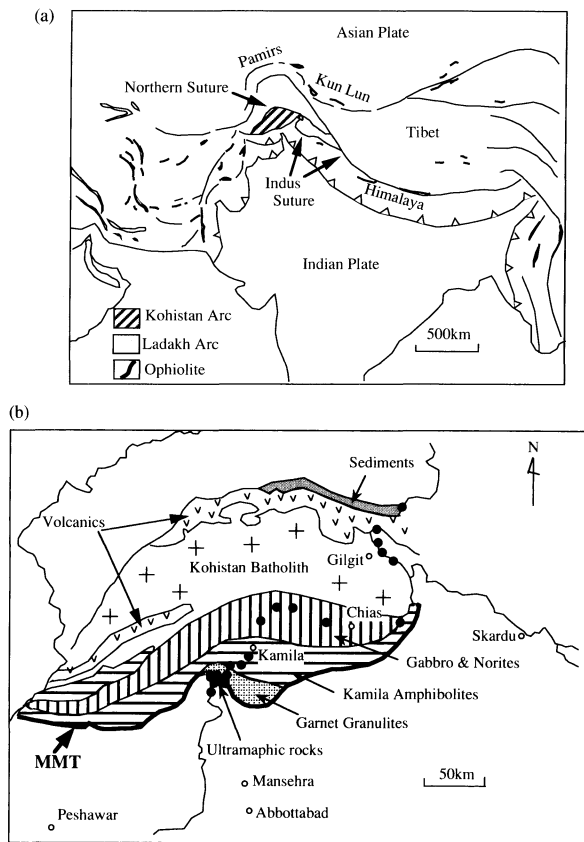 (a)
Asian Plate
Pamirs
Northern Suture
Kun Lun
Tibet
Indus
Suture
Himalaya
Indian Plate
Kohistan Arc
Ladakh Arc
Ophiolite
500km
(b)
N
Sediments
Volcanics
Gilgit
Kohistan Batholith
Chias
Skardu
Gabbro & Norites
Kamila
Kamila Amphibolites
Garnet Granulites
Ultramaphic rocks
MMT
Mansehra
50km
Peshawar
Abbottabad